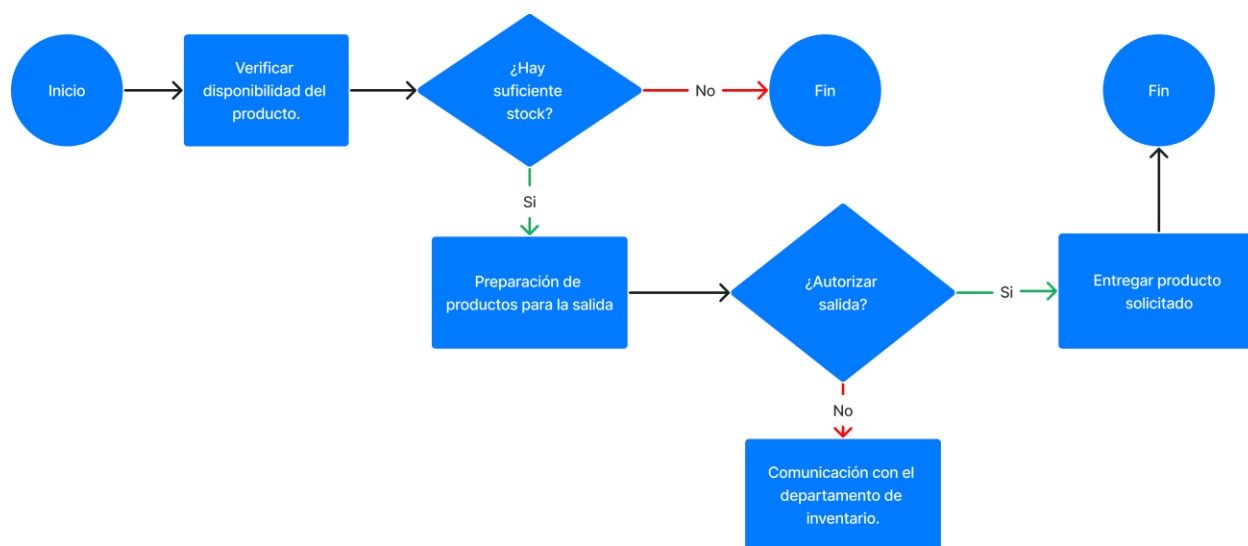 Inicio
Verificar
disponibilidad del
producto.
¿Hay
suficiente
stock?
No
Fin
Fin
Si
Preparación de
productos para la salida
¿Autorizar
salida?
Si
Entregar producto
solicitado
No
Comunicación con el
departamento de
inventario.